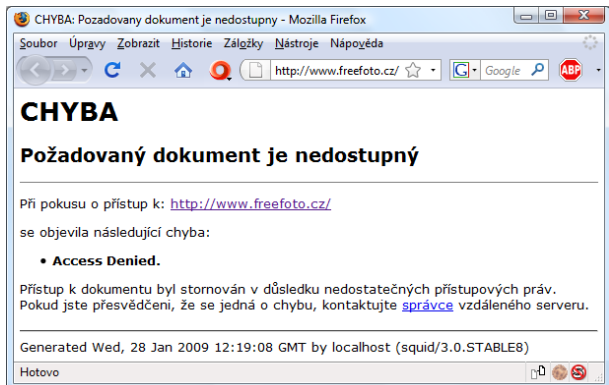 CHYBA: Pozadovany dokument je nedostupny - Mozilla Firefox
Soubor Úpravy Zobrazit Historie Záložky Nástroje Nápověda
http://www.freefoto.cz/ G Google ABP
CHYBA
Požadovaný dokument je nedostupný
Při pokusu o přístup k: http://www.freefoto.cz/
se objevila následující chyba:
• Access Denied.
Přístup k dokumentu byl stornován v důsledku nedostatečných přístupových práv.
Pokud jste přesvědčeni, že se jedná o chybu, kontaktujte správce vzdáleného serveru.
Generated Wed, 28 Jan 2009 12:19:08 GMT by localhost (squid/3.0.STABLE8)
Hotovo